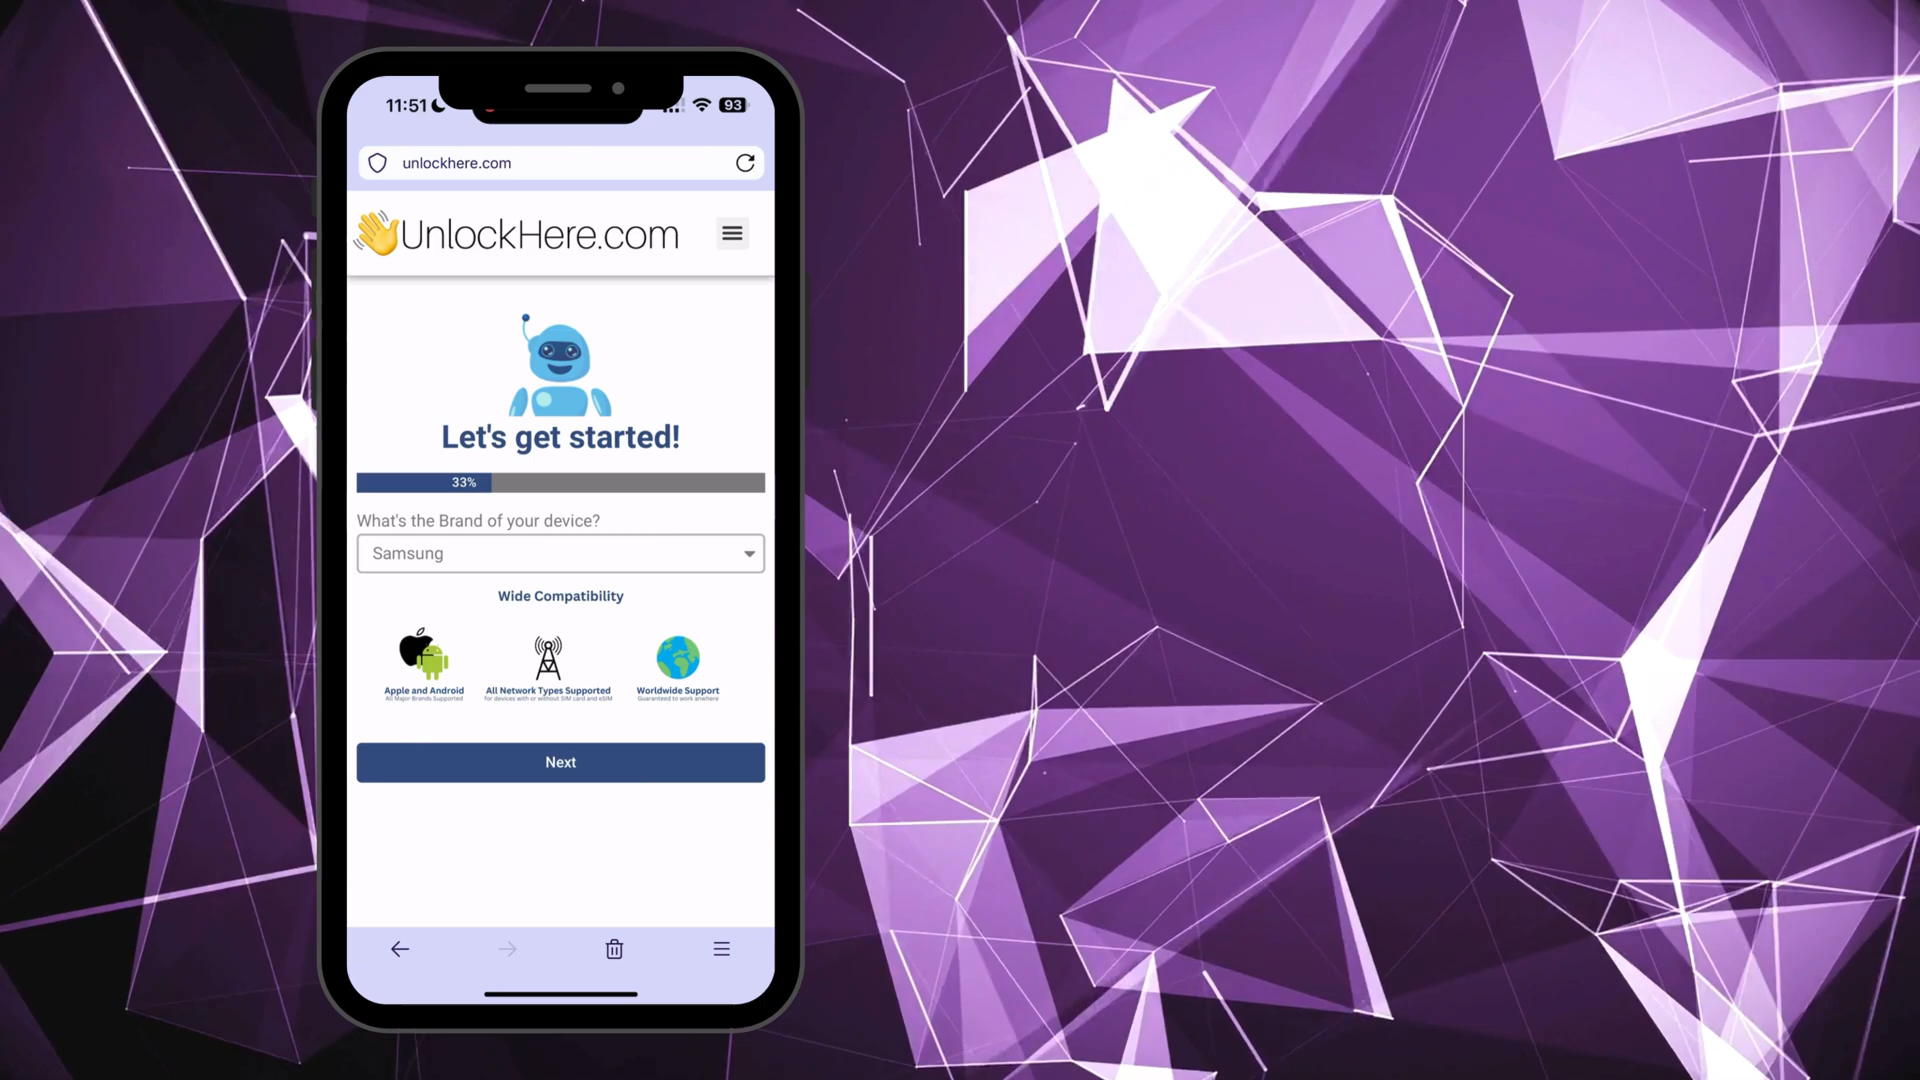 11:51
93
unlockhere.com
UnlockHere.com
Let's get started!
33%
What's the Brand of your device?
Samsung
Wide Compatibility
Apple and Android
All Major Brands Supported
All Network Types Supported
for devices with or without SIM card and eSIM
Worldwide Support
Guaranteed to work anywhere
Next